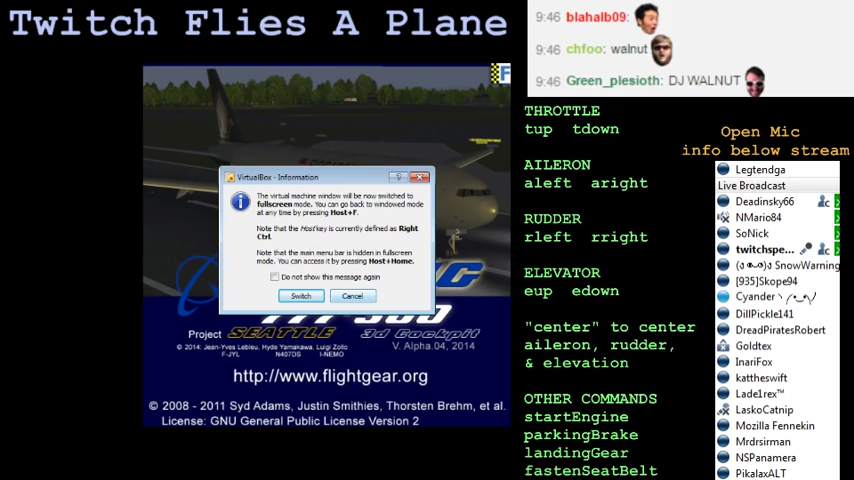 Twitch Flies A Plane
9:46 blahalb09:
9:46 chfoo: walnut
9:46 Green_plesioth: DJ WALNUT
F
VirtualBox - Information
The virtual machine window will be now switched to
fullscreen mode. You can go back to windowed mode
at any time by pressing Host+F.
Note that the Host key is currently defined as Right
Ctrl.
Note that the main menu bar is hidden in fullscreen
mode. You can access it by pressing Host+Home.
Do not show this message again
Switch
Cancel
777-300
Project SEATTLE 3d Cockpit
© 2014: Jean-Yves Lebleu, Hyde Yamakawa, Luigi Zollo
F-JYL N407DS I-NEMO
V. Alpha.04, 2014
http://www.flightgear.org
© 2008 - 2011 Syd Adams, Justin Smithies, Thorsten Brehm, et al.
License: GNU General Public License Version 2
THROTTLE
tup tdown
AILERON
aleft aright
RUDDER
rleft rright
ELEVATOR
eup edown
"center" to center
aileron, rudder,
& elevation
OTHER COMMANDS
startEngine
parkingBrake
landingGear
fastenSeatBelt
Open Mic
info below stream
Legtendga
Live Broadcast
Deadinsky66
NMario84
SoNick
twitchspe...
SnowWarning
[935]Skope94
Cyander
DillPickle141
DreadPiratesRobert
Goldtex
InariFox
kattheswift
Lade1rex™
LaskoCatnip
Mozilla Fennekin
Mrdrsirman
NSPanamera
PikalaxALT